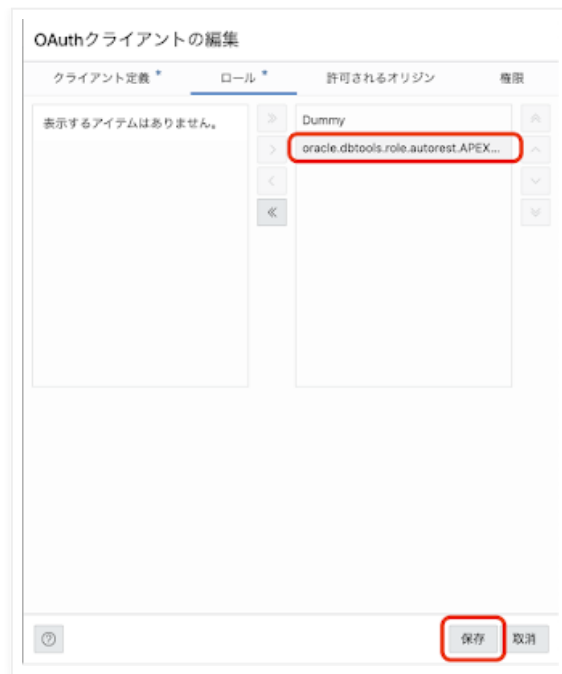 OAuthクライアントの編集
クライアント定義 * ロール * 許可されるオリジン 権限
表示するアイテムはありません。
Dummy
oracle.dbtools.role.autorest.APEX...
保存 取消